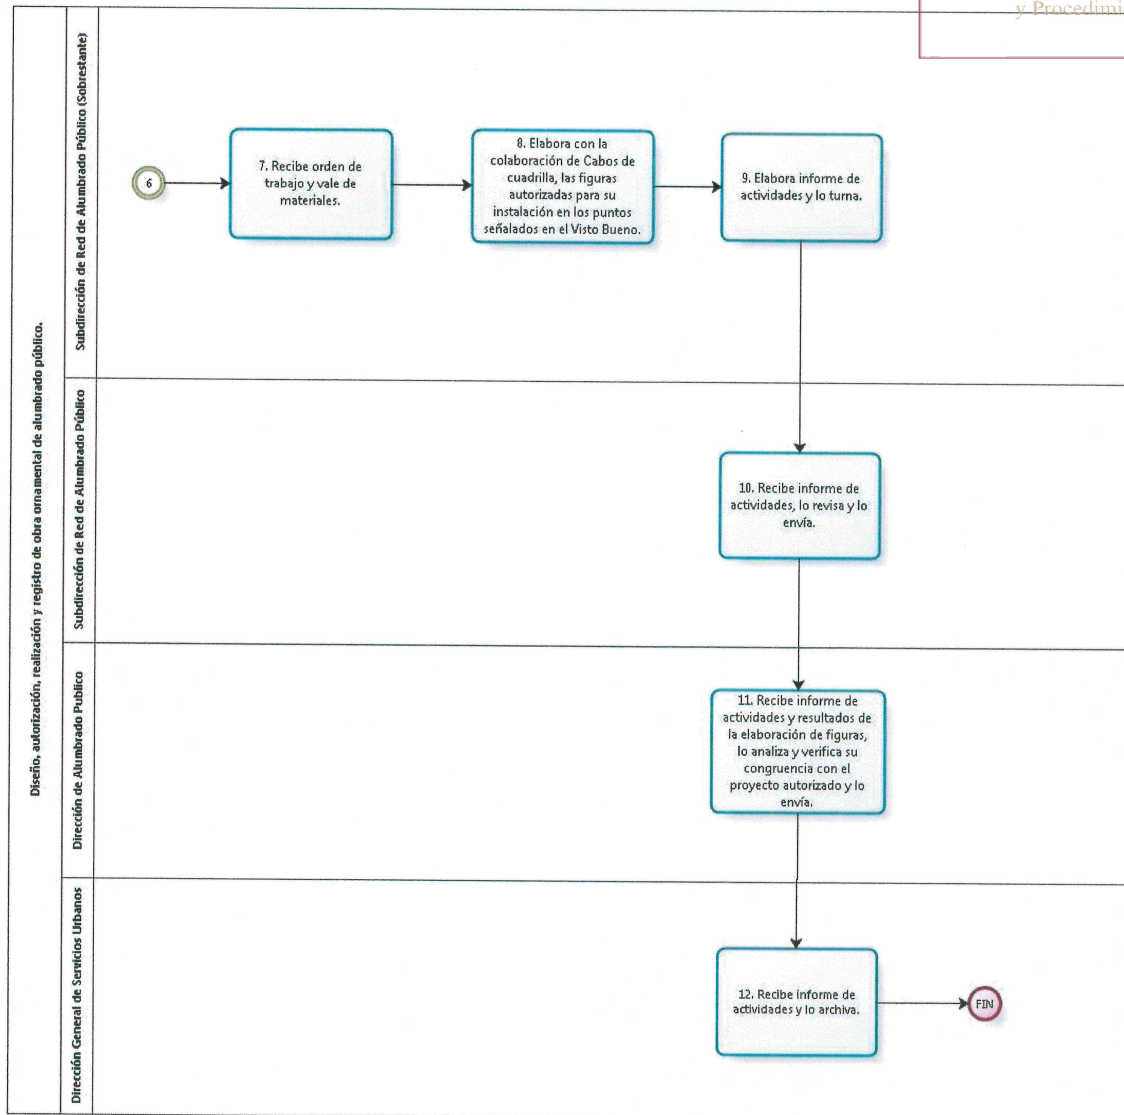 y Procedimi
Diseño, autorización, realización y registro de obra ornamental de alumbrado público.
Subdirección de Red de Alumbrado Público (Sobrestante)
6
7. Recibe orden de
trabajo y vale de
materiales.
8. Elabora con la
colaboración de Cabos de
cuadrilla, las figuras
autorizadas para su
instalación en los puntos
señalados en el Visto Bueno.
9. Elabora informe de
actividades y lo turna.
Subdirección de Red de Alumbrado Público
10. Recibe informe de
actividades, lo revisa y lo
envía.
Dirección de Alumbrado Publico
11. Recibe informe de
actividades y resultados de
la elaboración de figuras,
lo analiza y verifica su
congruencia con el
proyecto autorizado y lo
envía.
Dirección General de Servicios Urbanos
12. Recibe informe de
actividades y lo archiva.
FIN